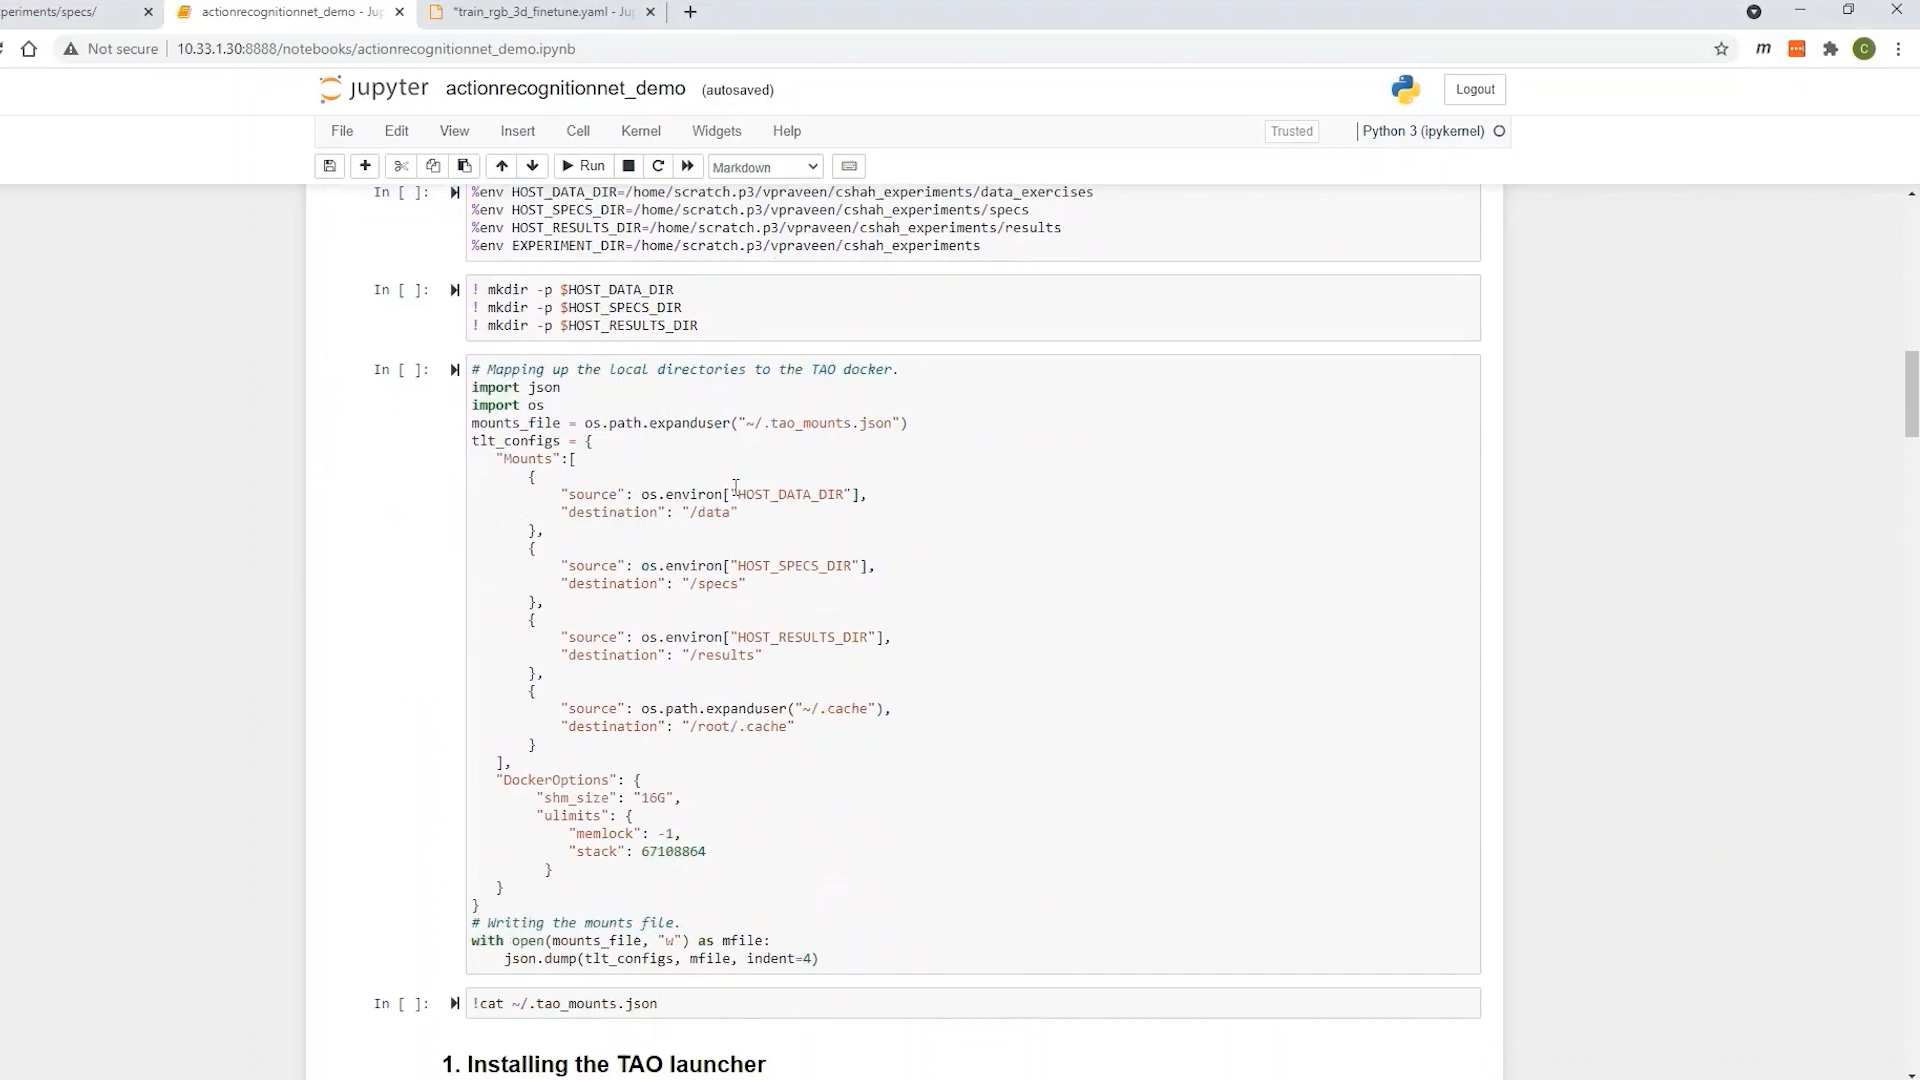 periments/specs/
actionrecognitionnet_demo - Jup
*train_rgb_3d_finetune.yaml - Ju
Not secure
10.33.1.30:8888/notebooks/actionrecognitionnet_demo.ipynb
m
C
jupyter
actionrecognitionnet_demo (autosaved)
Logout
File Edit View Insert Cell Kernel Widgets Help
Trusted
Python 3 (ipykernel)
Run
Markdown
In [ ]:
%env HOST_DATA_DIR=/home/scratch.p3/vpraveen/cshah_experiments/data_exercises
%env HOST_SPECS_DIR=/home/scratch.p3/vpraveen/cshah_experiments/specs
%env HOST_RESULTS_DIR=/home/scratch.p3/vpraveen/cshah_experiments/results
%env EXPERIMENT_DIR=/home/scratch.p3/vpraveen/cshah_experiments
In [ ]:
! mkdir -p $HOST_DATA_DIR
! mkdir -p $HOST_SPECS_DIR
! mkdir -p $HOST_RESULTS_DIR
In [ ]:
# Mapping up the local directories to the TAO docker.
import json
import os
mounts_file = os.path.expanduser("~/.tao_mounts.json")
tlt_configs = {
"Mounts":[
{
"source": os.environ["HOST_DATA_DIR"],
"destination": "/data"
},
{
"source": os.environ["HOST_SPECS_DIR"],
"destination": "/specs"
},
{
"source": os.environ["HOST_RESULTS_DIR"],
"destination": "/results"
},
{
"source": os.path.expanduser("~/.cache"),
"destination": "/root/.cache"
}
],
"DockerOptions": {
"shm_size": "16G",
"ulimits": {
"memlock": -1,
"stack": 67108864
}
}
}
# Writing the mounts file.
with open(mounts_file, "w") as mfile:
json.dump(tlt_configs, mfile, indent=4)
In [ ]:
!cat ~/.tao_mounts.json
1. Installing the TAO launcher